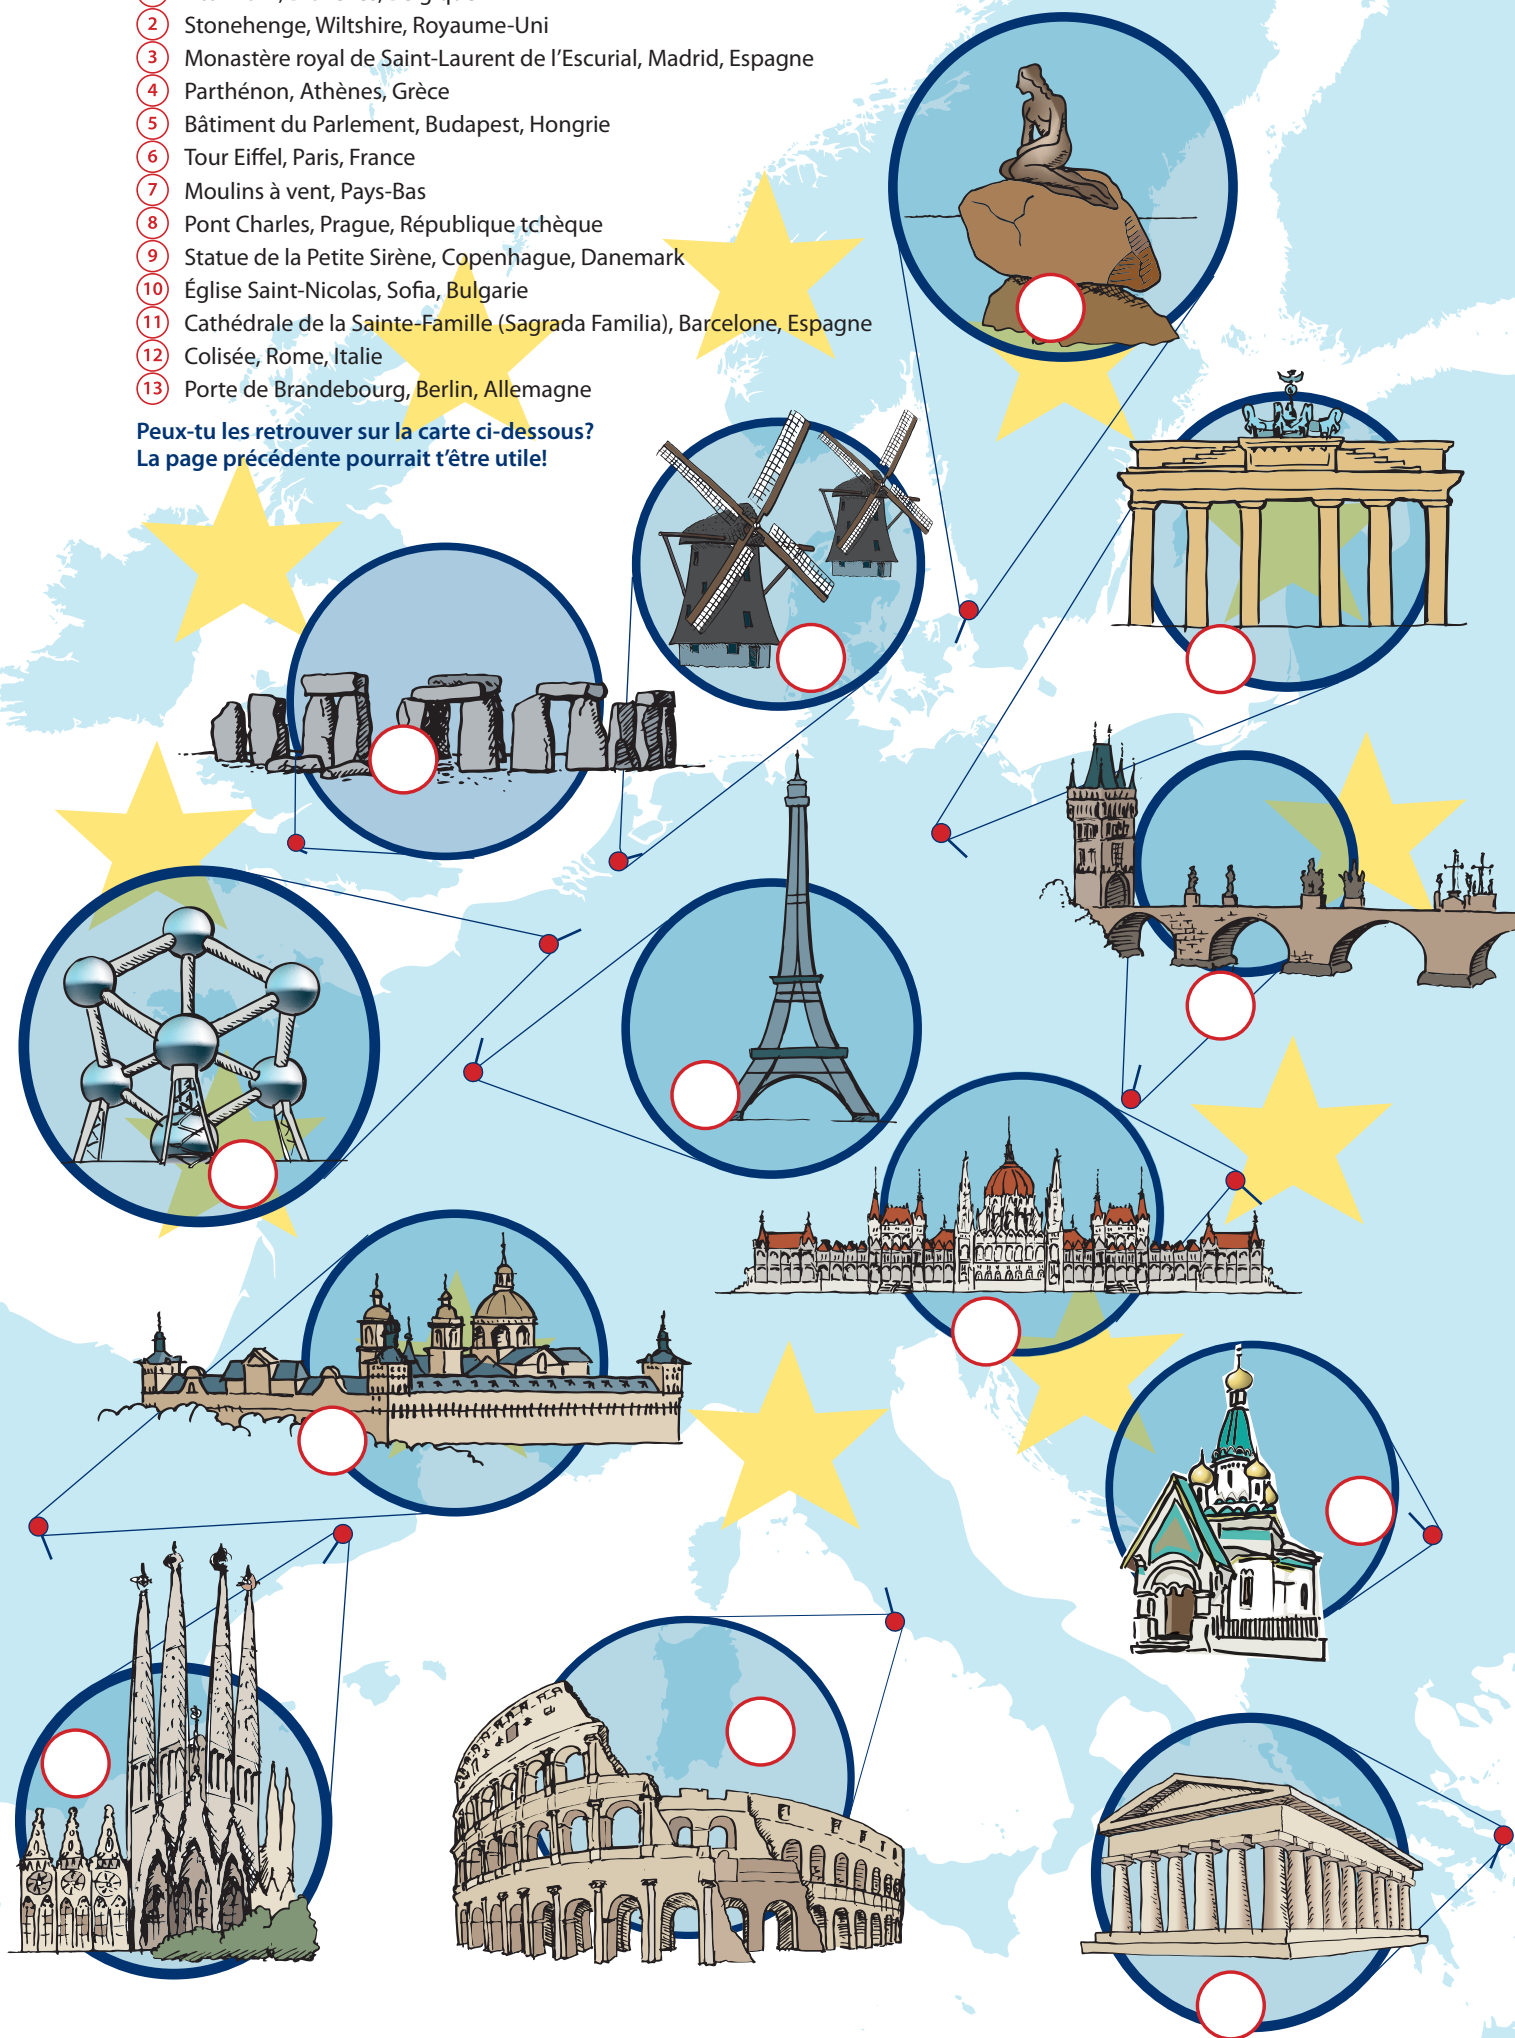 2 Stonehenge, Wiltshire, Royaume-Uni
3 Monastère royal de Saint-Laurent de l’Escurial, Madrid, Espagne
4 Parthénon, Athènes, Grèce
5 Bâtiment du Parlement, Budapest, Hongrie
6 Tour Eiffel, Paris, France
7 Moulins à vent, Pays-Bas
8 Pont Charles, Prague, République tchèque
9 Statue de la Petite Sirène, Copenhague, Danemark
10 Église Saint-Nicolas, Sofia, Bulgarie
11 Cathédrale de la Sainte-Famille (Sagrada Familia), Barcelone, Espagne
12 Colisée, Rome, Italie
13 Porte de Brandebourg, Berlin, Allemagne
Peux-tu les retrouver sur la carte ci-dessous?
La page précédente pourrait t’être utile!